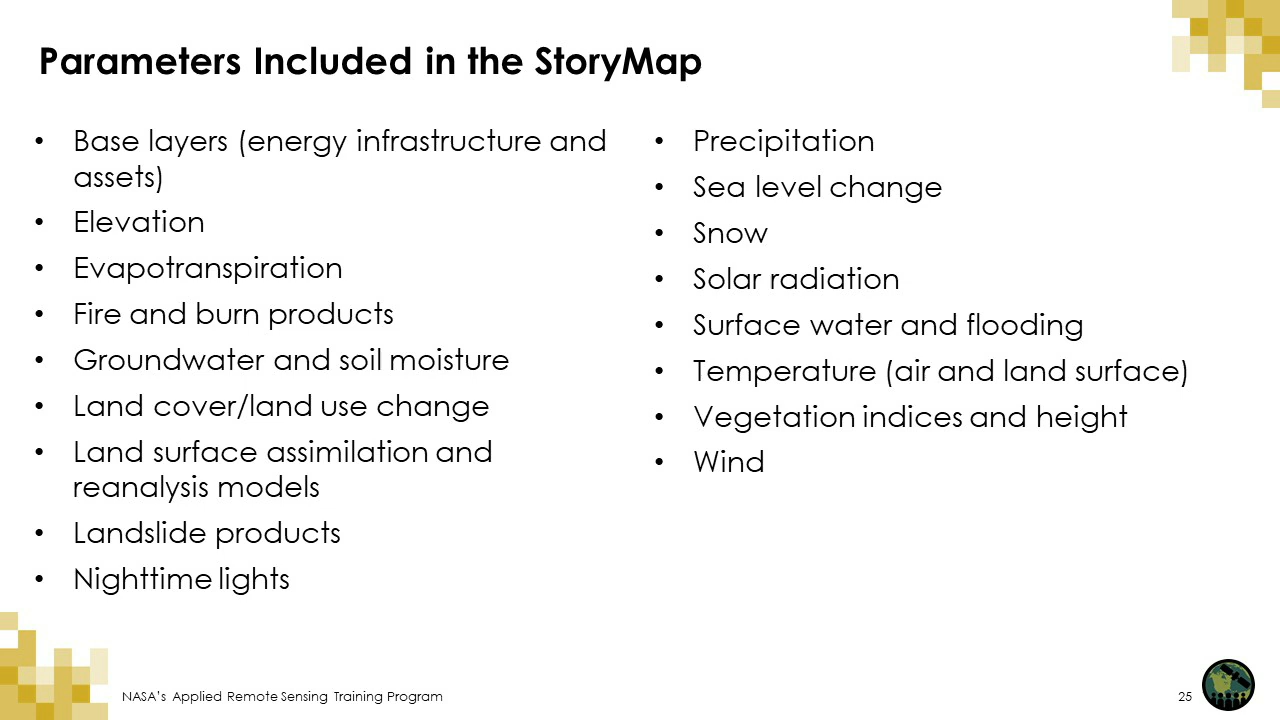 Parameters Included in the StoryMap
• Base layers (energy infrastructure and
assets)
• Elevation
• Evapotranspiration
• Fire and burn products
• Groundwater and soil moisture
• Land cover/land use change
• Land surface assimilation and
reanalysis models
• Landslide products
• Nighttime lights
• Precipitation
• Sea level change
• Snow
• Solar radiation
• Surface water and flooding
• Temperature (air and land surface)
• Vegetation indices and height
• Wind
NASA’s Applied Remote Sensing Training Program
25